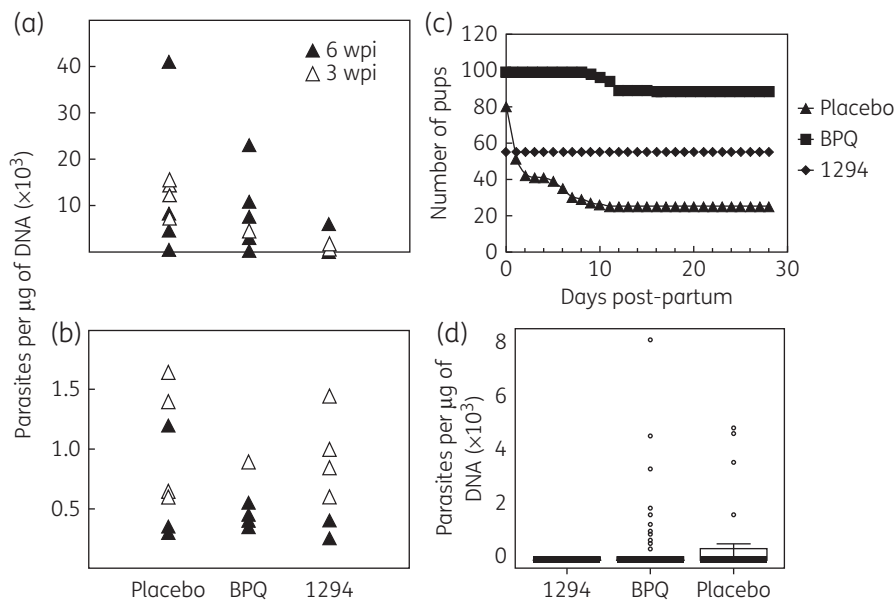 (a)
6 wpi
3 wpi
40
30
20
10
Parasites per µg of DNA (×10³)
(b)
1.5
1.0
0.5
Placebo BPQ 1294
(c)
120
100
80
60
40
20
0
Number of pups
0 10 20 30
Days post-partum
Placebo
BPQ
1294
(d)
8
6
4
2
0
Parasites per µg of
DNA (×10³)
1294 BPQ Placebo